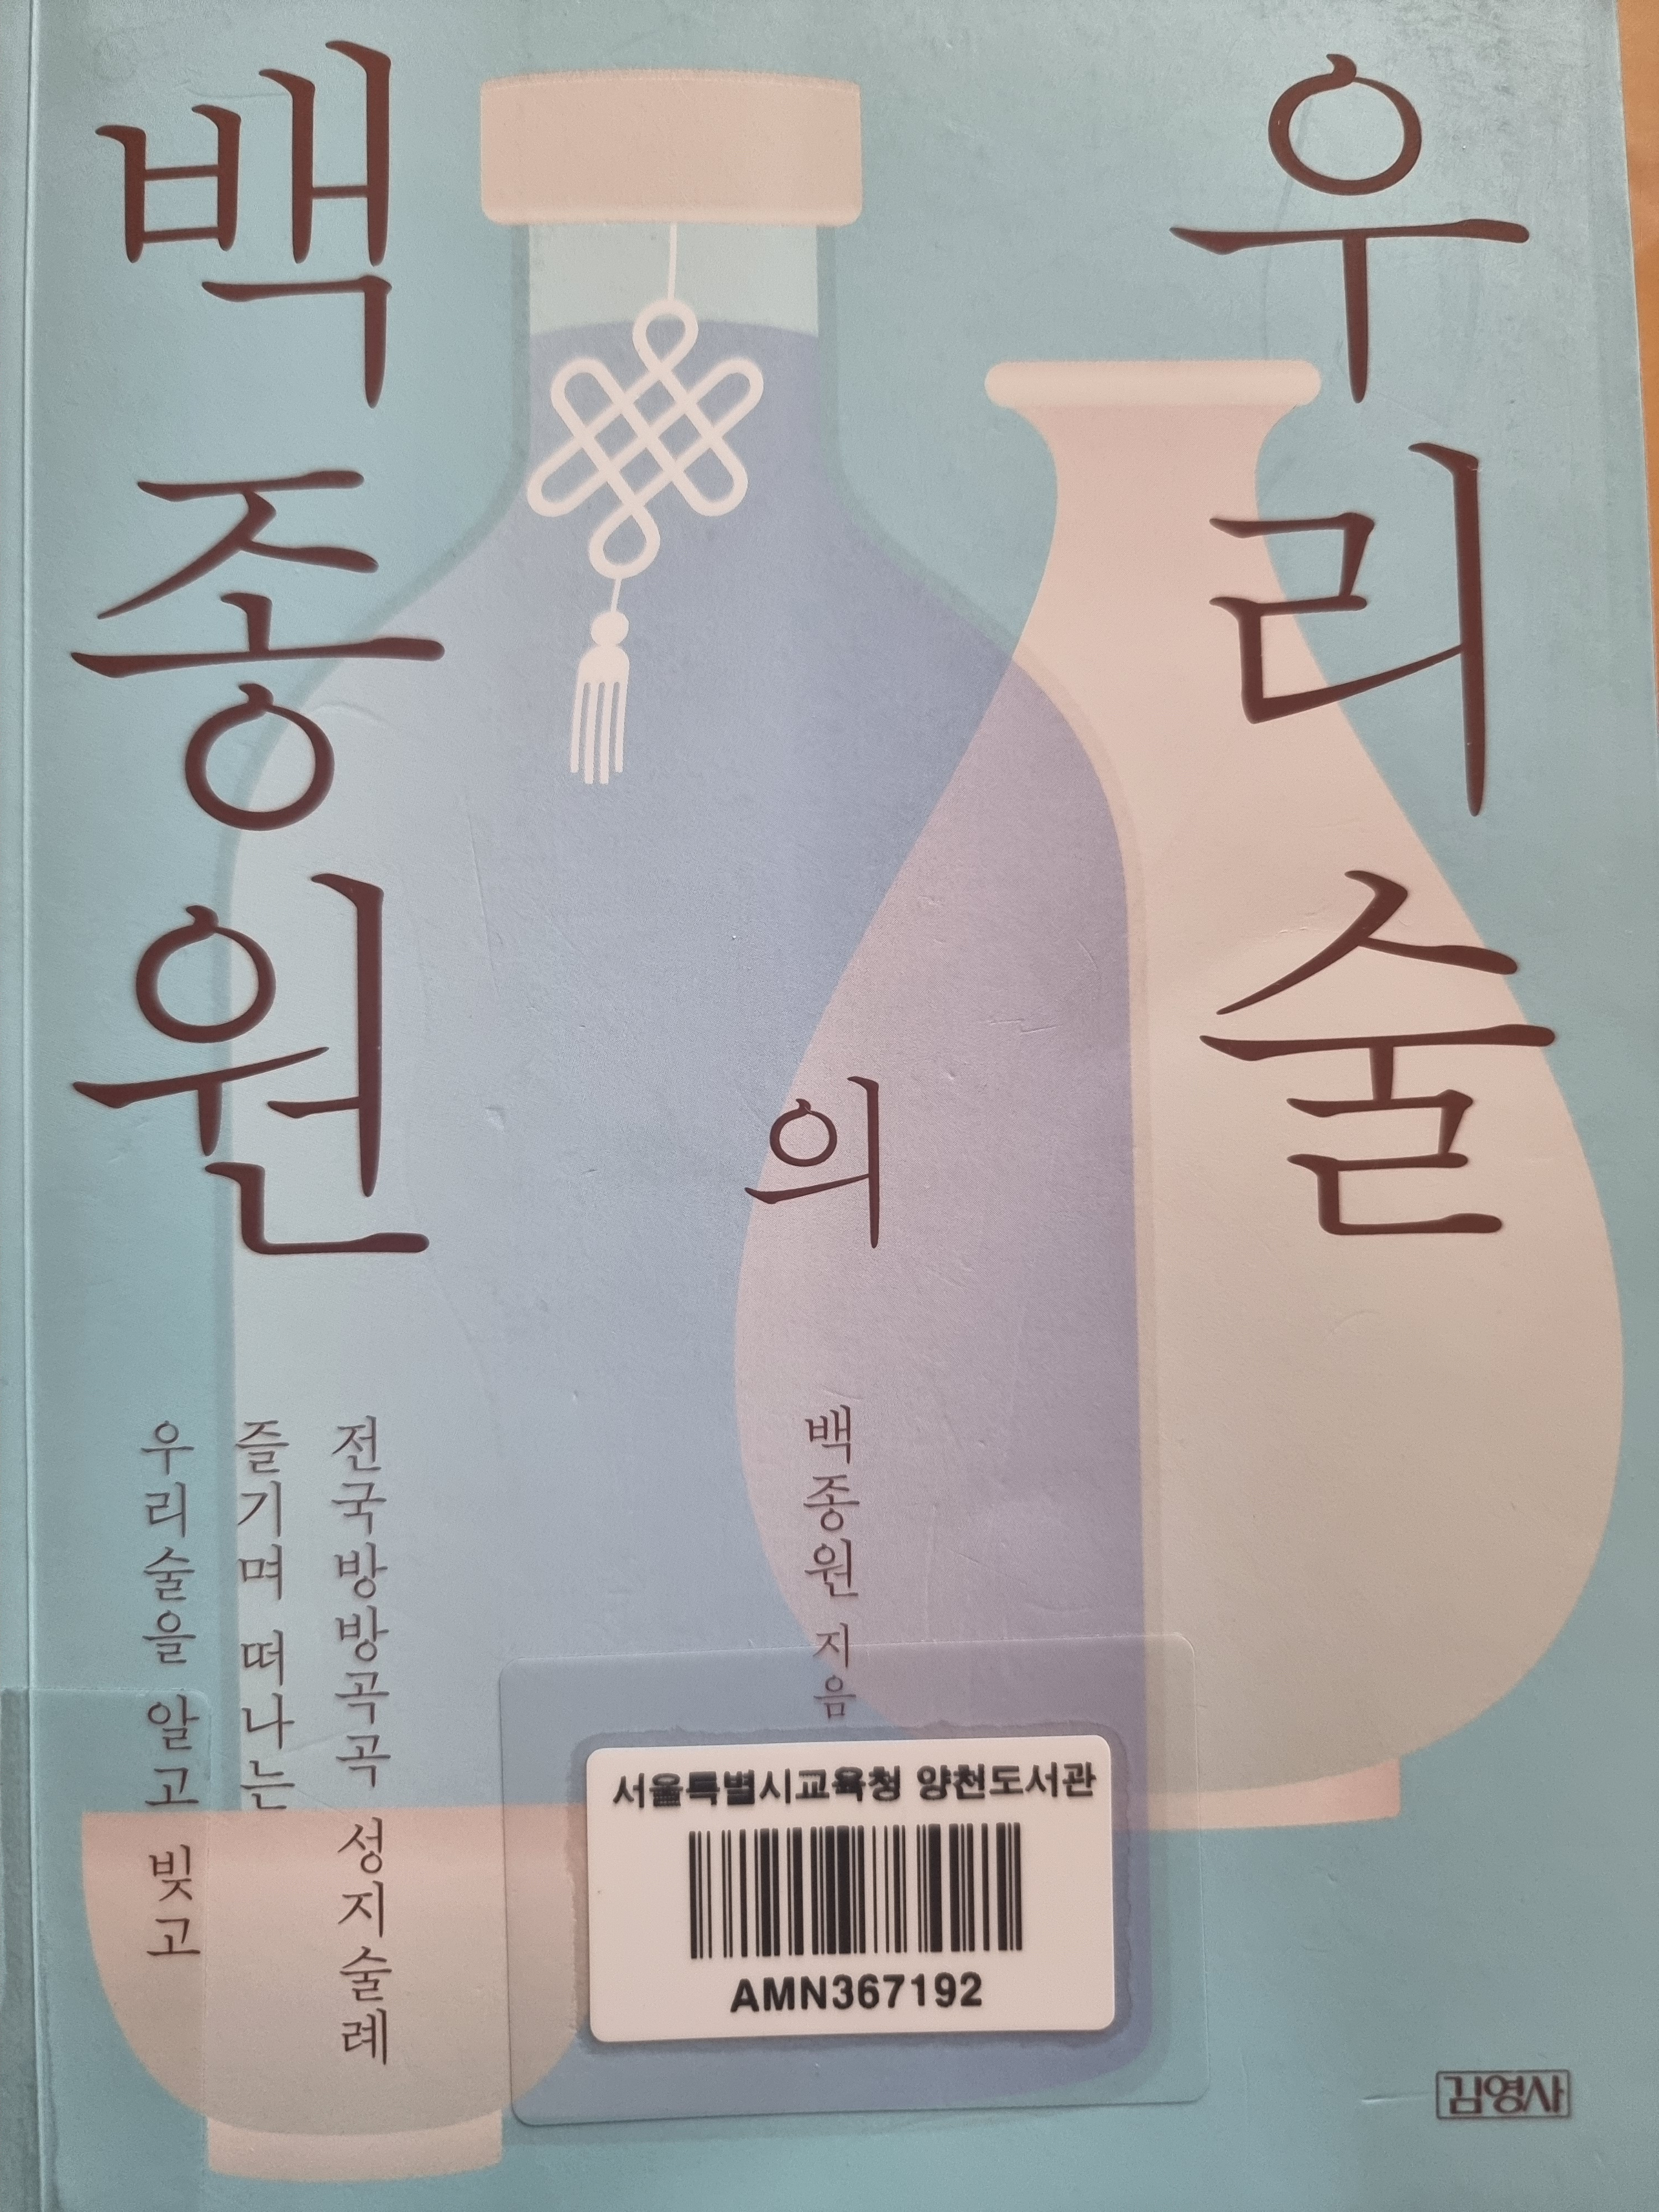 백종원
의
우리술
우리술을 알고 빚고
즐기며 떠나는
전국방방곡곡 성지술례
백종원 지음
서울특별시교육청 양천도서관
AMN367192
김영사